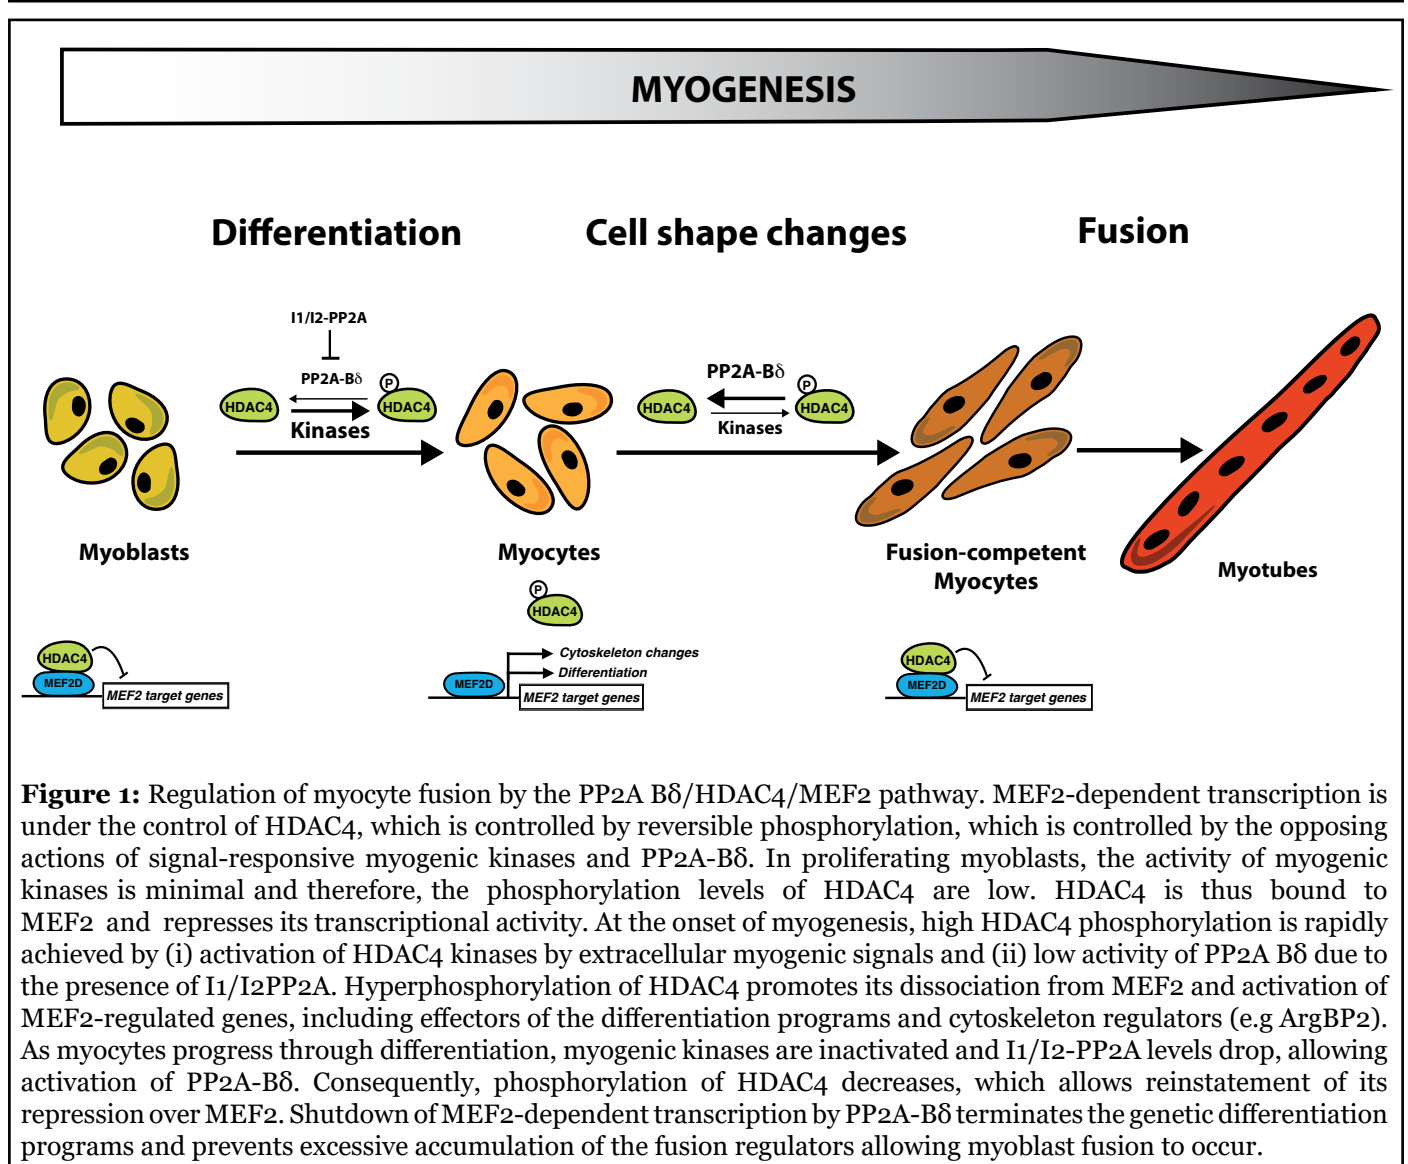 MYOGENESIS
Differentiation
Cell shape changes
Fusion
I1/I2-PP2A
PP2A-Bδ
HDAC4
P
HDAC4
Kinases
PP2A-Bδ
HDAC4
P
HDAC4
Kinases
Myoblasts
Myocytes
Fusion-competent
Myocytes
Myotubes
P
HDAC4
HDAC4
MEF2D
MEF2 target genes
Cytoskeleton changes
Differentiation
MEF2D
MEF2 target genes
HDAC4
MEF2D
MEF2 target genes
Figure 1: Regulation of myocyte fusion by the PP2A Bδ/HDAC4/MEF2 pathway. MEF2-dependent transcription is
under the control of HDAC4, which is controlled by reversible phosphorylation, which is controlled by the opposing
actions of signal-responsive myogenic kinases and PP2A-Bδ. In proliferating myoblasts, the activity of myogenic
kinases is minimal and therefore, the phosphorylation levels of HDAC4 are low. HDAC4 is thus bound to
MEF2 and represses its transcriptional activity. At the onset of myogenesis, high HDAC4 phosphorylation is rapidly
achieved by (i) activation of HDAC4 kinases by extracellular myogenic signals and (ii) low activity of PP2A Bδ due to
the presence of I1/I2PP2A. Hyperphosphorylation of HDAC4 promotes its dissociation from MEF2 and activation of
MEF2-regulated genes, including effectors of the differentiation programs and cytoskeleton regulators (e.g ArgBP2).
As myocytes progress through differentiation, myogenic kinases are inactivated and I1/I2-PP2A levels drop, allowing
activation of PP2A-Bδ. Consequently, phosphorylation of HDAC4 decreases, which allows reinstatement of its
repression over MEF2. Shutdown of MEF2-dependent transcription by PP2A-Bδ terminates the genetic differentiation
programs and prevents excessive accumulation of the fusion regulators allowing myoblast fusion to occur.